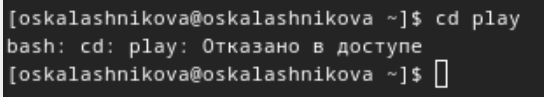 [oskalashnikova@oskalashnikova ~]$ cd play
bash: cd: play: Отказано в доступе
[oskalashnikova@oskalashnikova ~]$